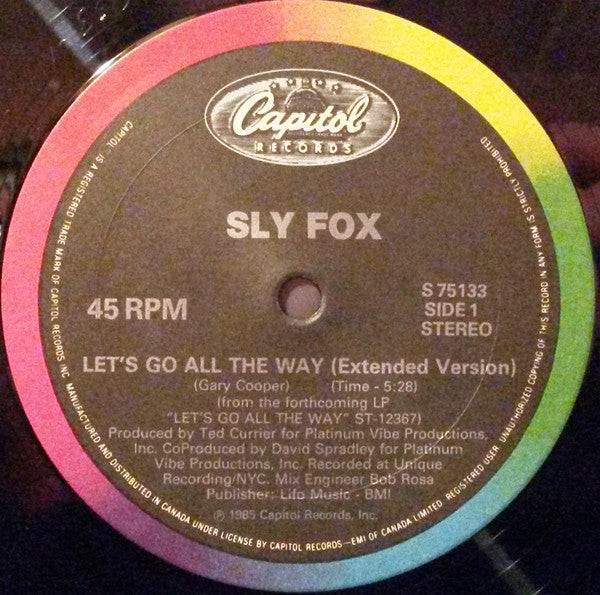 Capitol
RECORDS
SLY FOX
45 RPM
S 75133
SIDE 1
STEREO
LET'S GO ALL THE WAY (Extended Version)
(Gary Cooper) (Time - 5:28)
(from the forthcoming LP
"LET'S GO ALL THE WAY" ST-12367)
Produced by Ted Currier for Platinum Vibe Productions,
Inc. CoProduced by David Spradley for Platinum
Vibe Productions, Inc. Recorded at Unique
Recording/NYC. Mix Engineer Bob Rosa
Publisher: Lifo Music - BMI
℗ 1985 Capitol Records, Inc.
CAPITOL IS A REGISTERED TRADE MARK OF CAPITOL RECORDS INC.
MANUFACTURED AND DISTRIBUTED IN CANADA UNDER LICENSE BY CAPITOL RECORDS—EMI OF CANADA LIMITED, REGISTERED USER. UNAUTHORIZED COPYING OF THIS RECORD IN ANY FORM IS STRICTLY PROHIBITED